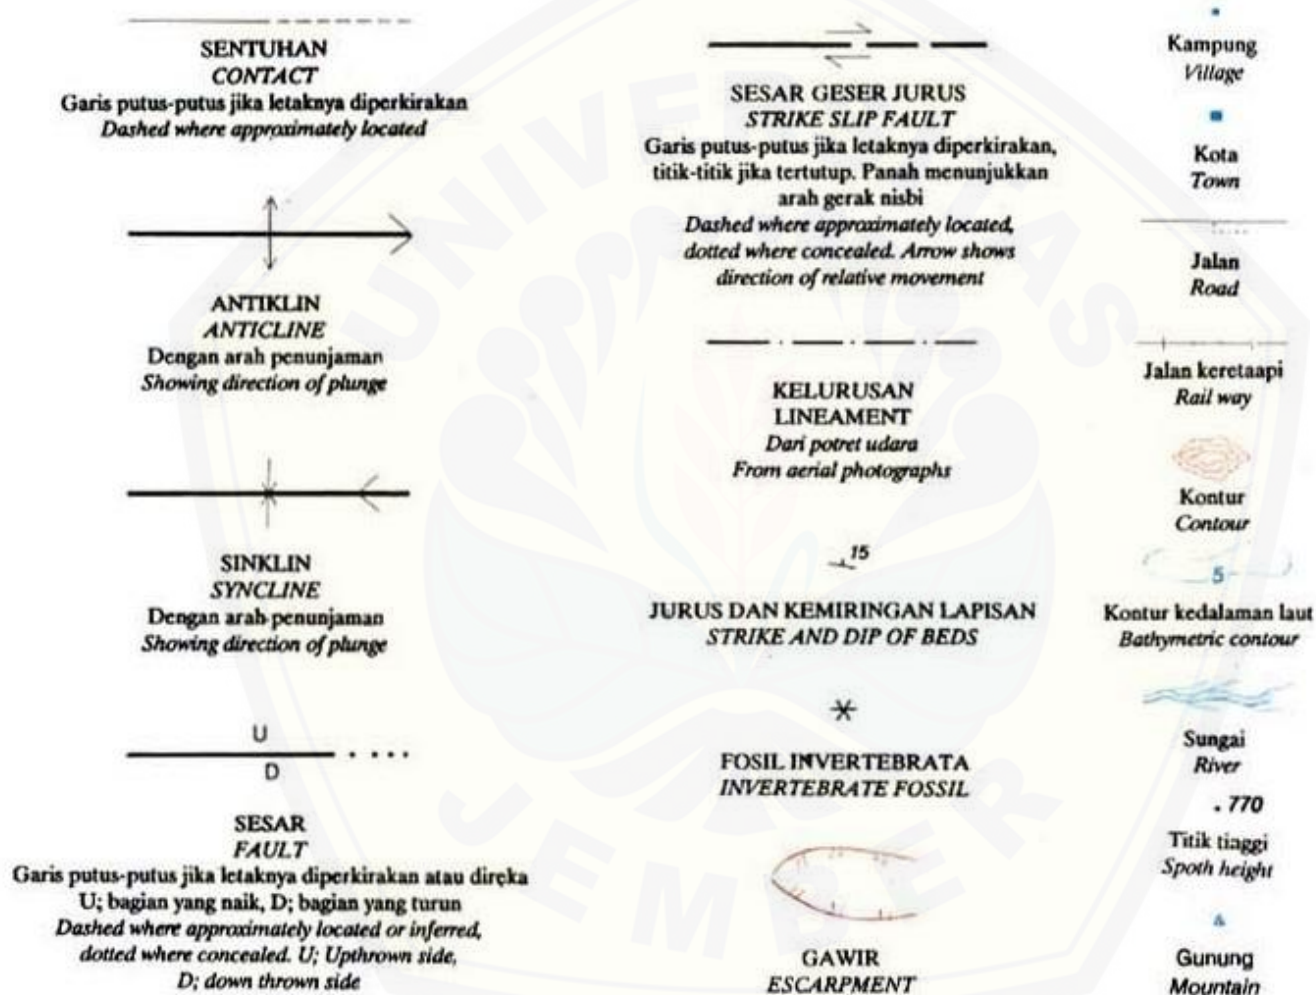 SENTUHAN
CONTACT
Garis putus-putus jika letaknya diperkirakan
Dashed where approximately located
ANTIKLIN
ANTICLINE
Dengan arah penunjaman
Showing direction of plunge
SINKLIN
SYNCLINE
Dengan arah penunjaman
Showing direction of plunge
U
D
SESAR
FAULT
Garis putus-putus jika letaknya diperkirakan atau direka
U; bagian yang naik, D; bagian yang turun
Dashed where approximately located or inferred,
dotted where concealed. U; Upthrown side,
D; down thrown side
SESAR GESER JURUS
STRIKE SLIP FAULT
Garis putus-putus jika letaknya diperkirakan,
titik-titik jika tertutup. Panah menunjukkan
arah gerak nisbi
Dashed where approximately located,
dotted where concealed. Arrow shows
direction of relative movement
KELURUSAN
LINEAMENT
Dari potret udara
From aerial photographs
15
JURUS DAN KEMIRINGAN LAPISAN
STRIKE AND DIP OF BEDS
FOSIL INVERTEBRATA
INVERTEBRATE FOSSIL
GAWIR
ESCARPMENT
Kampung
Village
Kota
Town
Jalan
Road
Jalan keretaapi
Rail way
Kontur
Contour
5
Kontur kedalaman laut
Bathymetric contour
Sungai
River
. 770
Titik tinggi
Spoth height
Gunung
Mountain
UNIVERSITAS
JEMBER